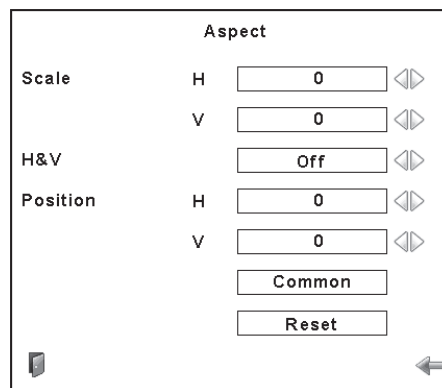 Aspect
Scale H 0
V 0
H&V Off
Position H 0
V 0
Common
Reset